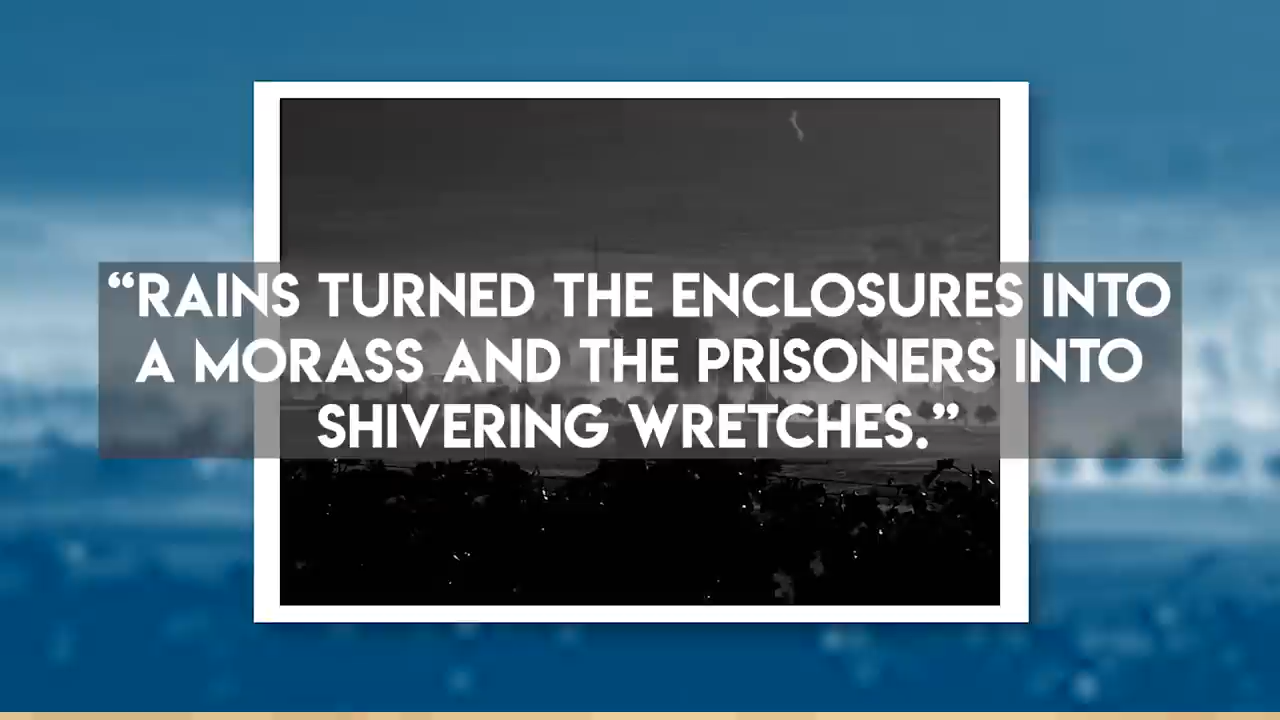 “RAINS TURNED THE ENCLOSURES INTO
A MORASS AND THE PRISONERS INTO
SHIVERING WRETCHES.”